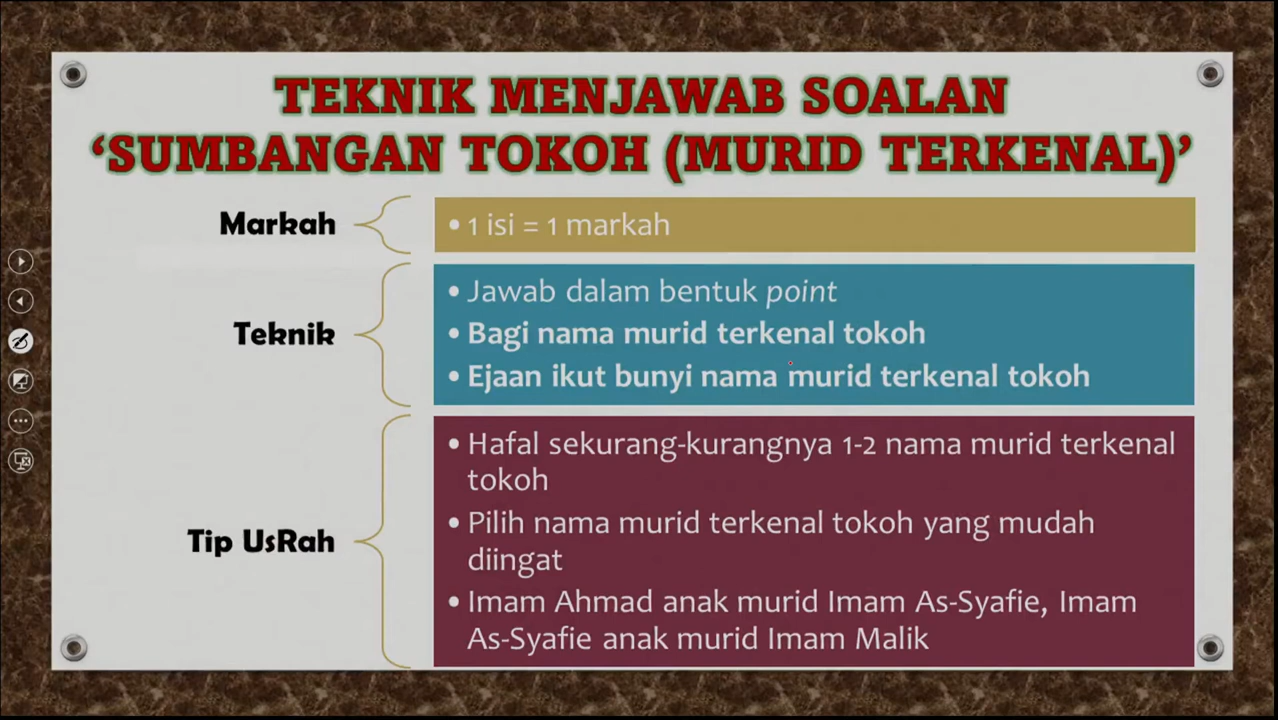 TEKNIK MENJAWAB SOALAN
‘SUMBANGAN TOKOH (MURID TERKENAL)’
Markah
• 1 isi = 1 markah
Teknik
• Jawab dalam bentuk point
• Bagi nama murid terkenal tokoh
• Ejaan ikut bunyi nama murid terkenal tokoh
Tip UsRah
• Hafal sekurang-kurangnya 1-2 nama murid terkenal
tokoh
• Pilih nama murid terkenal tokoh yang mudah
diingat
• Imam Ahmad anak murid Imam As-Syafie, Imam
As-Syafie anak murid Imam Malik